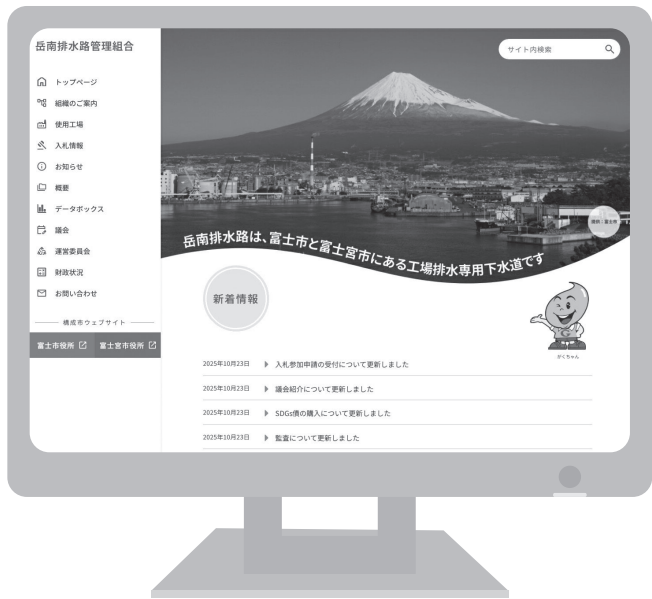 岳南排水路管理組合
サイト内検索
トップページ
組織のご案内
使用工場
入札情報
お知らせ
概要
データボックス
議会
運営委員会
財政状況
お問い合わせ
構成市ウェブサイト
富士市役所
富士宮市役所
提供:富士市
岳南排水路は、富士市と富士宮市にある工場排水専用下水道です
新着情報
がくちゃん
2025年10月23日 入札参加申請の受付について更新しました
2025年10月23日 議会紹介について更新しました
2025年10月23日 SDGs債の購入について更新しました
2025年10月23日 監査について更新しました